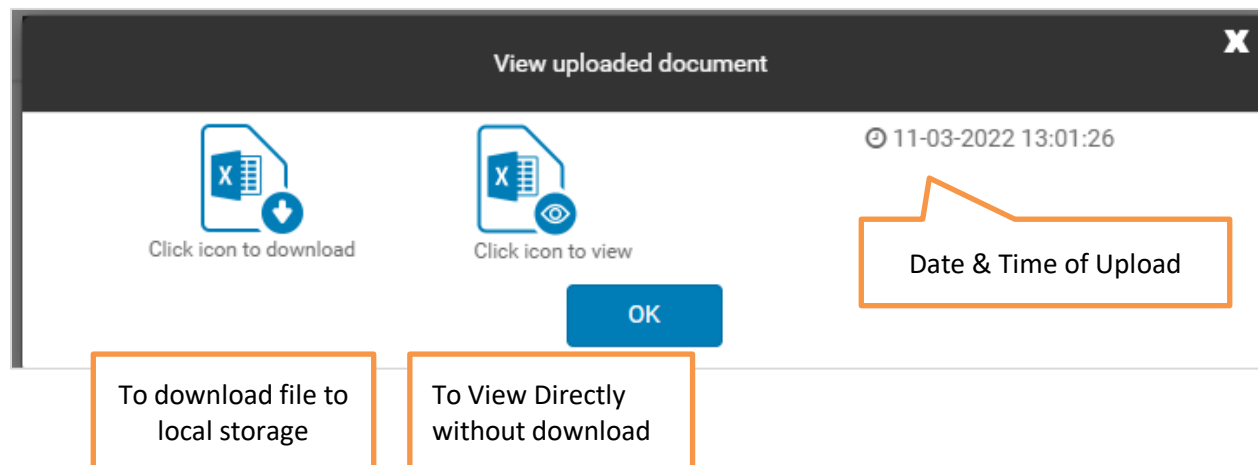 View uploaded document
X
X
X
11-03-2022 13:01:26
Click icon to download
Click icon to view
Date & Time of Upload
OK
To download file to
local storage
To View Directly
without download